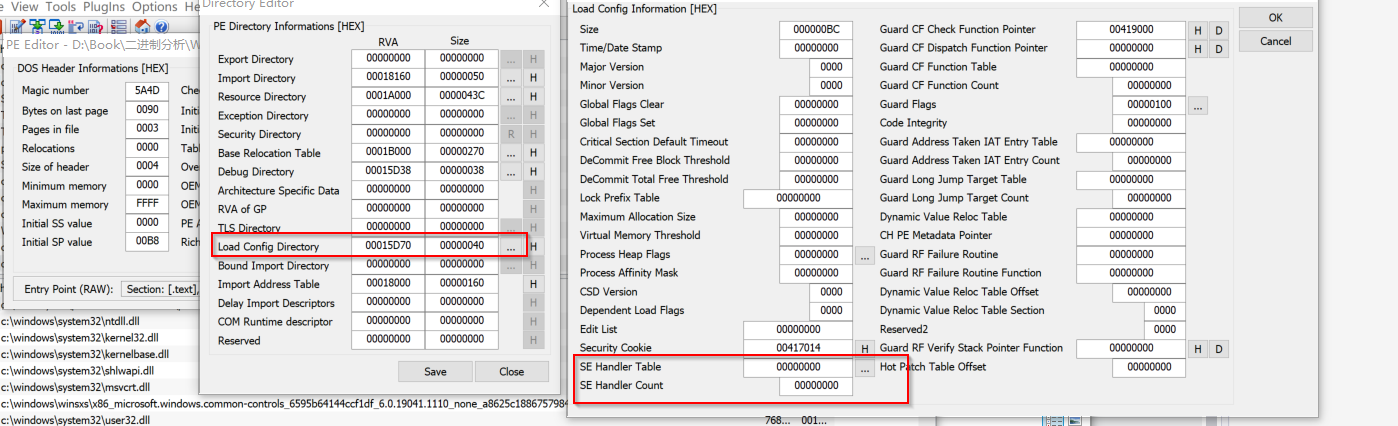 e View Tools PlugIns Options H
PE Editor - D:\Book\二进制分析\W
DOS Header Informations [HEX]
Magic number 5A4D Chec
Bytes on last page 0090 Initi
Pages in file 0003 Initi
Relocations 0000 Tabl
Size of header 0004 Over
Minimum memory 0000 OEM
Maximum memory FFFF OEM
Initial SS value 0000 PE A
Initial SP value 00B8 Rich
Entry Point (RAW): Section: [.text],
c:\windows\system32\ntdll.dll
c:\windows\system32\kernel32.dll
c:\windows\system32\kernelbase.dll
c:\windows\system32\shlwapi.dll
c:\windows\system32\msvcrt.dll
c:\windows\winsxs\x86_microsoft.windows.common-controls_6595b64144ccf1df_6.0.19041.1110_none_a8625c1886757984
c:\windows\system32\user32.dll 768... 001...
Directory Editor
PE Directory Informations [HEX]
RVA Size
Export Directory 00000000 00000000 ... H
Import Directory 00018160 00000050 ... H
Resource Directory 0001A000 0000043C ... H
Exception Directory 00000000 00000000 ... H
Security Directory 00000000 00000000 R H
Base Relocation Table 0001B000 00000270 ... H
Debug Directory 00015D38 00000038 ... H
Architecture Specific Data 00000000 00000000 H
RVA of GP 00000000 00000000 H
TLS Directory 00000000 00000000 ... H
Load Config Directory 00015D70 00000040 ... H
Bound Import Directory 00000000 00000000 ... H
Import Address Table 00018000 00000160 H
Delay Import Descriptors 00000000 00000000 H
COM Runtime descriptor 00000000 00000000 H
Reserved 00000000 00000000 H
Save Close
Load Config Information [HEX]
Size 000000BC
Time/Date Stamp 00000000
Major Version 0000
Minor Version 0000
Global Flags Clear 00000000
Global Flags Set 00000000
Critical Section Default Timeout 00000000
DeCommit Free Block Threshold 00000000
DeCommit Total Free Threshold 00000000
Lock Prefix Table 00000000
Maximum Allocation Size 00000000
Virtual Memory Threshold 00000000
Process Heap Flags 00000000 ...
Process Affinity Mask 00000000
CSD Version 0000
Dependent Load Flags 0000
Edit List 00000000
Security Cookie 00417014 H
SE Handler Table 00000000 ...
SE Handler Count 00000000
Guard CF Check Function Pointer 00419000 H D
Guard CF Dispatch Function Pointer 00000000 H D
Guard CF Function Table 00000000
Guard CF Function Count 00000000
Guard Flags 00000100 ...
Code Integrity 00000000
Guard Address Taken IAT Entry Table 00000000
Guard Address Taken IAT Entry Count 00000000
Guard Long Jump Target Table 00000000
Guard Long Jump Target Count 00000000
Dynamic Value Reloc Table 00000000
CH PE Metadata Pointer 00000000
Guard RF Failure Routine 00000000
Guard RF Failure Routine Function 00000000
Dynamic Value Reloc Table Offset 00000000
Dynamic Value Reloc Table Section 0000
Reserved2 0000
Guard RF Verify Stack Pointer Function 00000000 H D
Hot Patch Table Offset 00000000
OK
Cancel